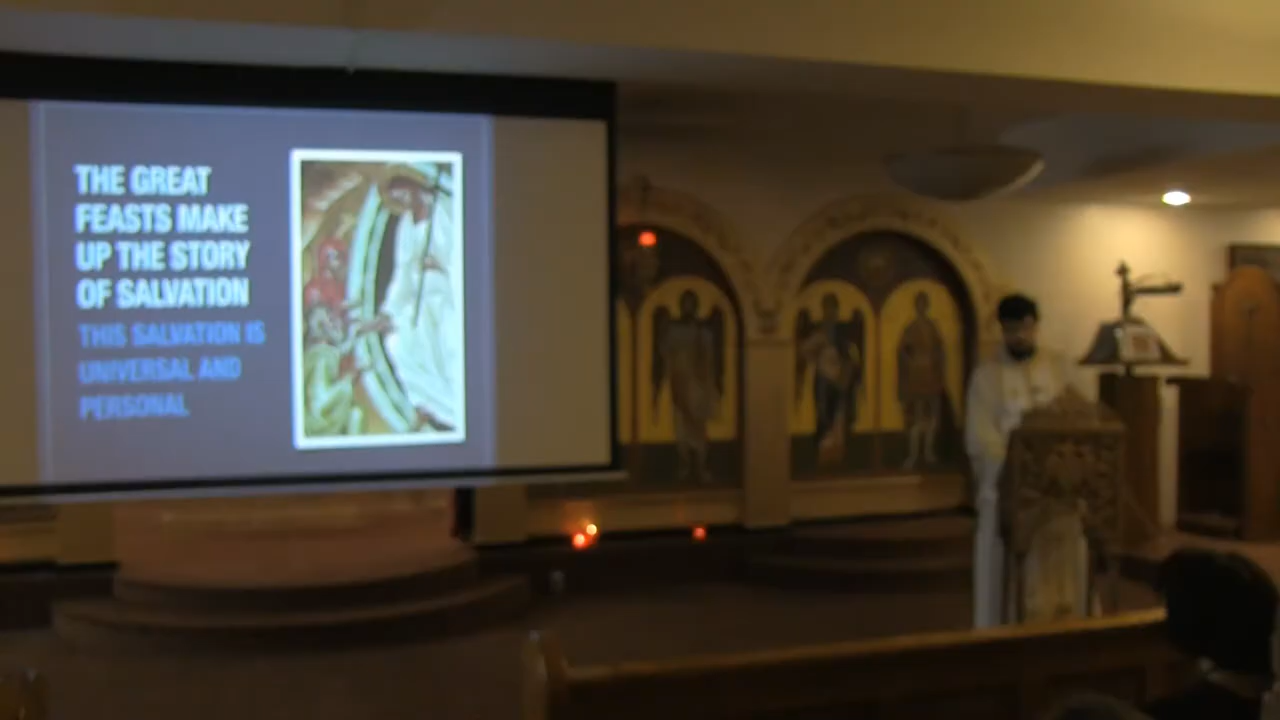 THE GREAT
FEASTS MAKE
UP THE STORY
OF SALVATION
THIS SALVATION IS
UNIVERSAL AND
PERSONAL